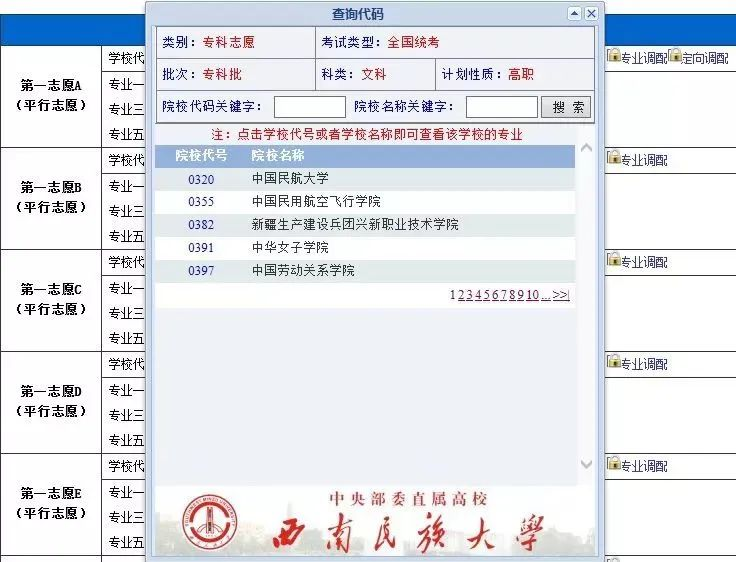 查询代码
类别：专科志愿 考试类型：全国统考
批次：专科批 科类：文科 计划性质：高职
院校代码关键字： 院校名称关键字： 搜 索
注：点击学校代号或者学校名称即可查看该学校的专业
院校代号 院校名称
0320 中国民航大学
0355 中国民用航空飞行学院
0382 新疆生产建设兵团兴新职业技术学院
0391 中华女子学院
0397 中国劳动关系学院
1 2 3 4 5 6 7 8 9 10 ... >>|
中央部委直属高校
西南民族大学
第一志愿A
（平行志愿）
学校代
专业一
专业三
专业五
专业调配 定向调配
第一志愿B
（平行志愿）
学校代
专业一
专业三
专业五
专业调配
第一志愿C
（平行志愿）
学校代
专业一
专业三
专业五
专业调配
第一志愿D
（平行志愿）
学校代
专业一
专业三
专业五
专业调配
第一志愿E
（平行志愿）
学校代
专业一
专业三
专业五
专业调配